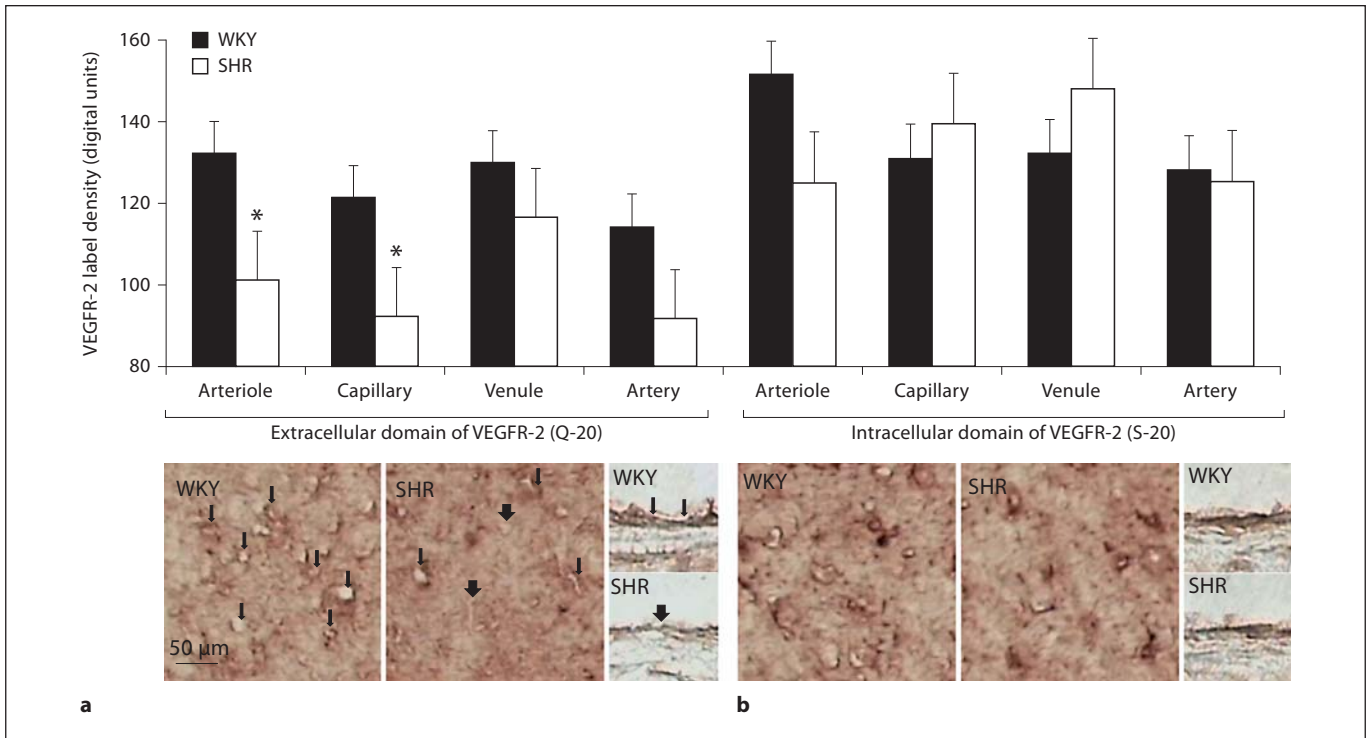 VEGFR-2 label density (digital units)
160
140
120
100
80
WKY
SHR
*
*
Arteriole Capillary Venule Artery Arteriole Capillary Venule Artery
Extracellular domain of VEGFR-2 (Q-20) Intracellular domain of VEGFR-2 (S-20)
WKY SHR WKY WKY SHR WKY
SHR SHR
50 μm
a b